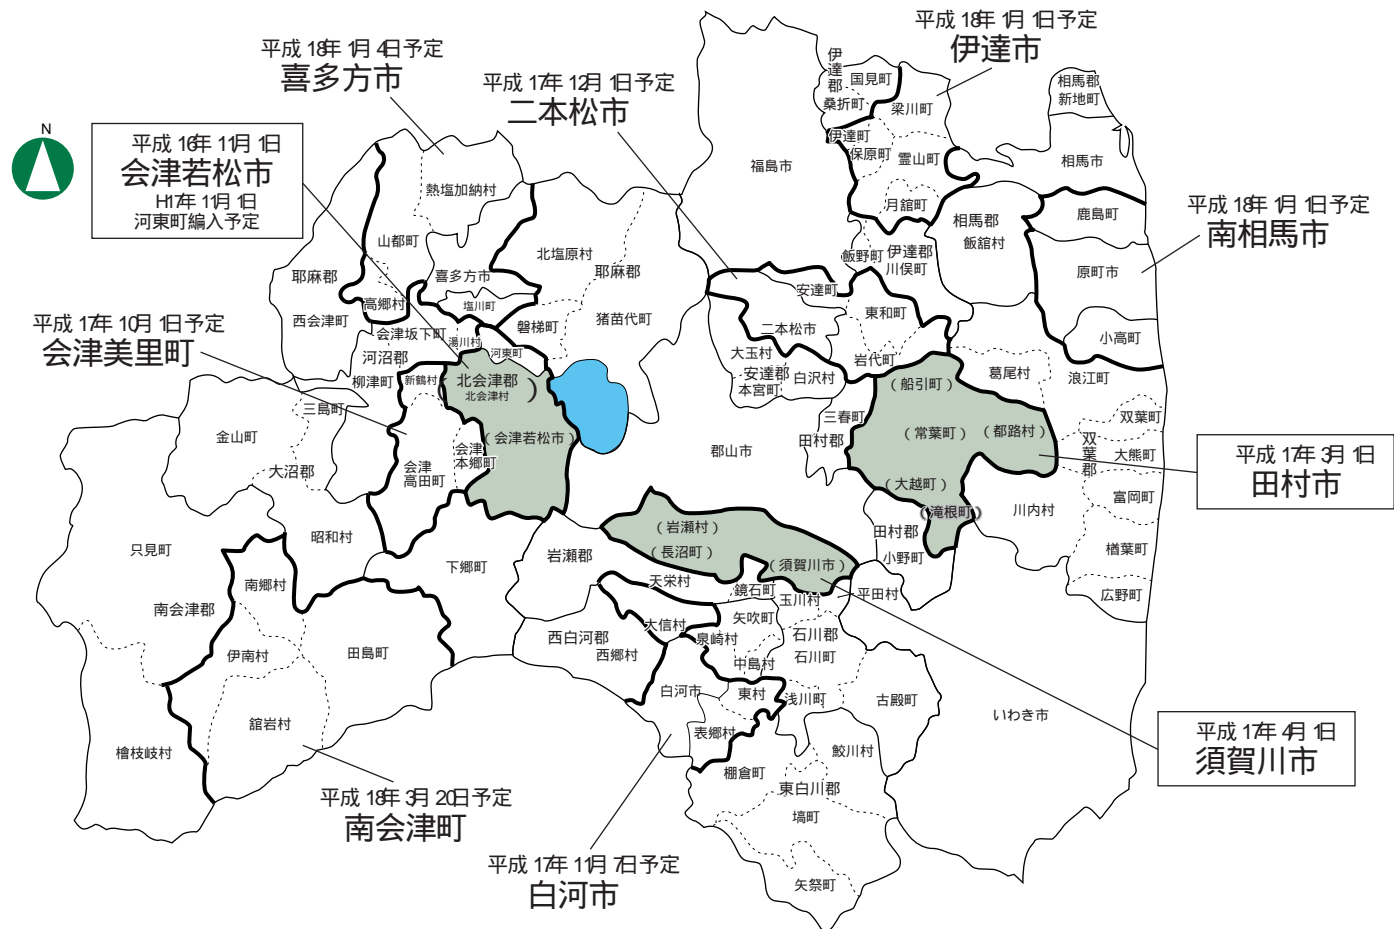 平成18年1月1日予定
伊達市
平成18年1月4日予定
喜多方市
平成17年12月1日予定
二本松市
N
平成16年11月1日
会津若松市
H17年11月1日
河東町編入予定
平成18年1月1日予定
南相馬市
平成17年10月1日予定
会津美里町
平成17年3月1日
田村市
平成17年4月1日
須賀川市
平成18年3月20日予定
南会津町
平成17年11月7日予定
白河市
伊達郡
国見町
桑折町
梁川町
伊達町
保原町
霊山町
月舘町
福島市
相馬郡
新地町
相馬市
鹿島町
相馬郡
飯舘村
原町市
小高町
飯野町
伊達郡
川俣町
熱塩加納村
山都町
喜多方市
塩川町
高郷村
北塩原村
耶麻郡
猪苗代町
磐梯町
耶麻郡
西会津町
会津坂下町
湯川村
河東町
河沼郡
柳津町
新鶴村
(北会津郡
北会津村)
(会津若松市)
会津
本郷町
会津
高田町
三島町
金山町
大沼郡
昭和村
只見町
南会津郡
南郷村
伊南村
舘岩村
田島町
檜枝岐村
下郷町
安達町
二本松市
東和町
岩代町
大玉村
安達郡
本宮町
白沢村
郡山市
三春町
田村郡
(船引町)
(常葉町)
(都路村)
(大越町)
(滝根町)
田村郡
小野町
葛尾村
浪江町
双葉町
双葉郡
大熊町
富岡町
川内村
楢葉町
広野町
いわき市
(岩瀬村)
(長沼町)
(須賀川市)
岩瀬郡
天栄村
鏡石町
玉川村
平田村
西白河郡
西郷村
大信村
矢吹町
泉崎村
中島村
石川郡
石川町
白河市
東村
表郷村
浅川町
古殿町
棚倉町
鮫川村
東白川郡
塙町
矢祭町